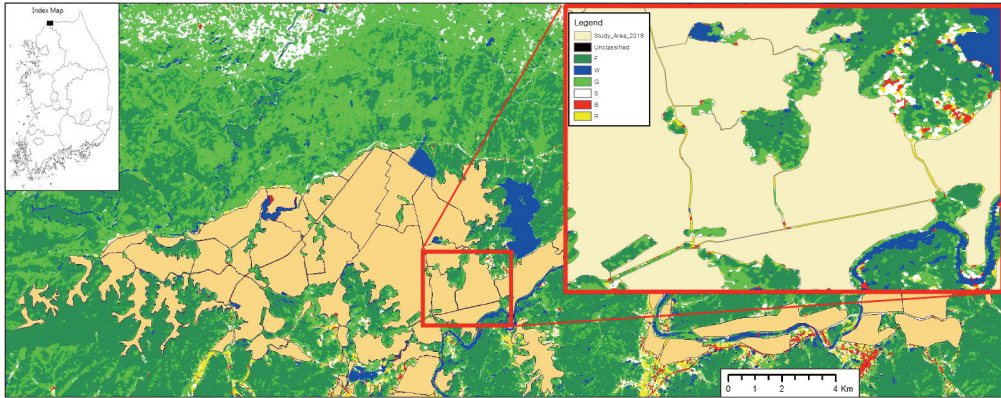 Index Map
Legend
Study_Area_2018
Unclassified
F
W
G
S
B
R
0 1 2 4 Km